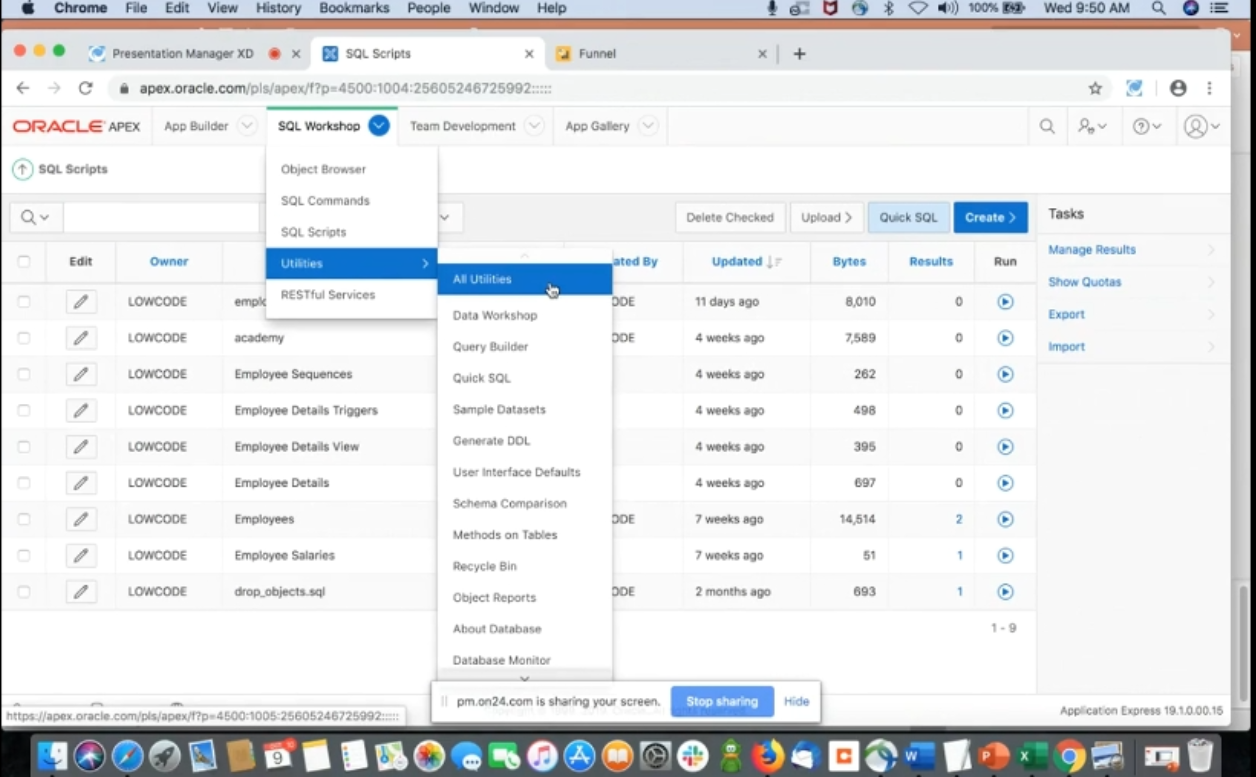 Chrome File Edit View History Bookmarks People Window Help 100% Wed 9:50 AM
Presentation Manager XD SQL Scripts Funnel
apex.oracle.com/pls/apex/f?p=4500:1004:25605246725992:::::
ORACLE APEX App Builder SQL Workshop Team Development App Gallery
SQL Scripts
Object Browser
SQL Commands
SQL Scripts
Utilities
RESTful Services
Delete Checked Upload > Quick SQL Create >
Tasks
Manage Results
Show Quotas
Export
Import
Edit Owner ated By Updated Bytes Results Run
LOWCODE emplo ODE 11 days ago 8,010 0
LOWCODE academy ODE 4 weeks ago 7,589 0
LOWCODE Employee Sequences 4 weeks ago 262 0
LOWCODE Employee Details Triggers 4 weeks ago 498 0
LOWCODE Employee Details View 4 weeks ago 395 0
LOWCODE Employee Details 4 weeks ago 697 0
LOWCODE Employees ODE 7 weeks ago 14,514 2
LOWCODE Employee Salaries 7 weeks ago 51 1
LOWCODE drop_objects.sql ODE 2 months ago 693 1
1 - 9
All Utilities
Data Workshop
Query Builder
Quick SQL
Sample Datasets
Generate DDL
User Interface Defaults
Schema Comparison
Methods on Tables
Recycle Bin
Object Reports
About Database
Database Monitor
pm.on24.com is sharing your screen. Stop sharing Hide
https://apex.oracle.com/pls/apex/f?p=4500:1005:25605246725992:::::
Application Express 19.1.0.00.15